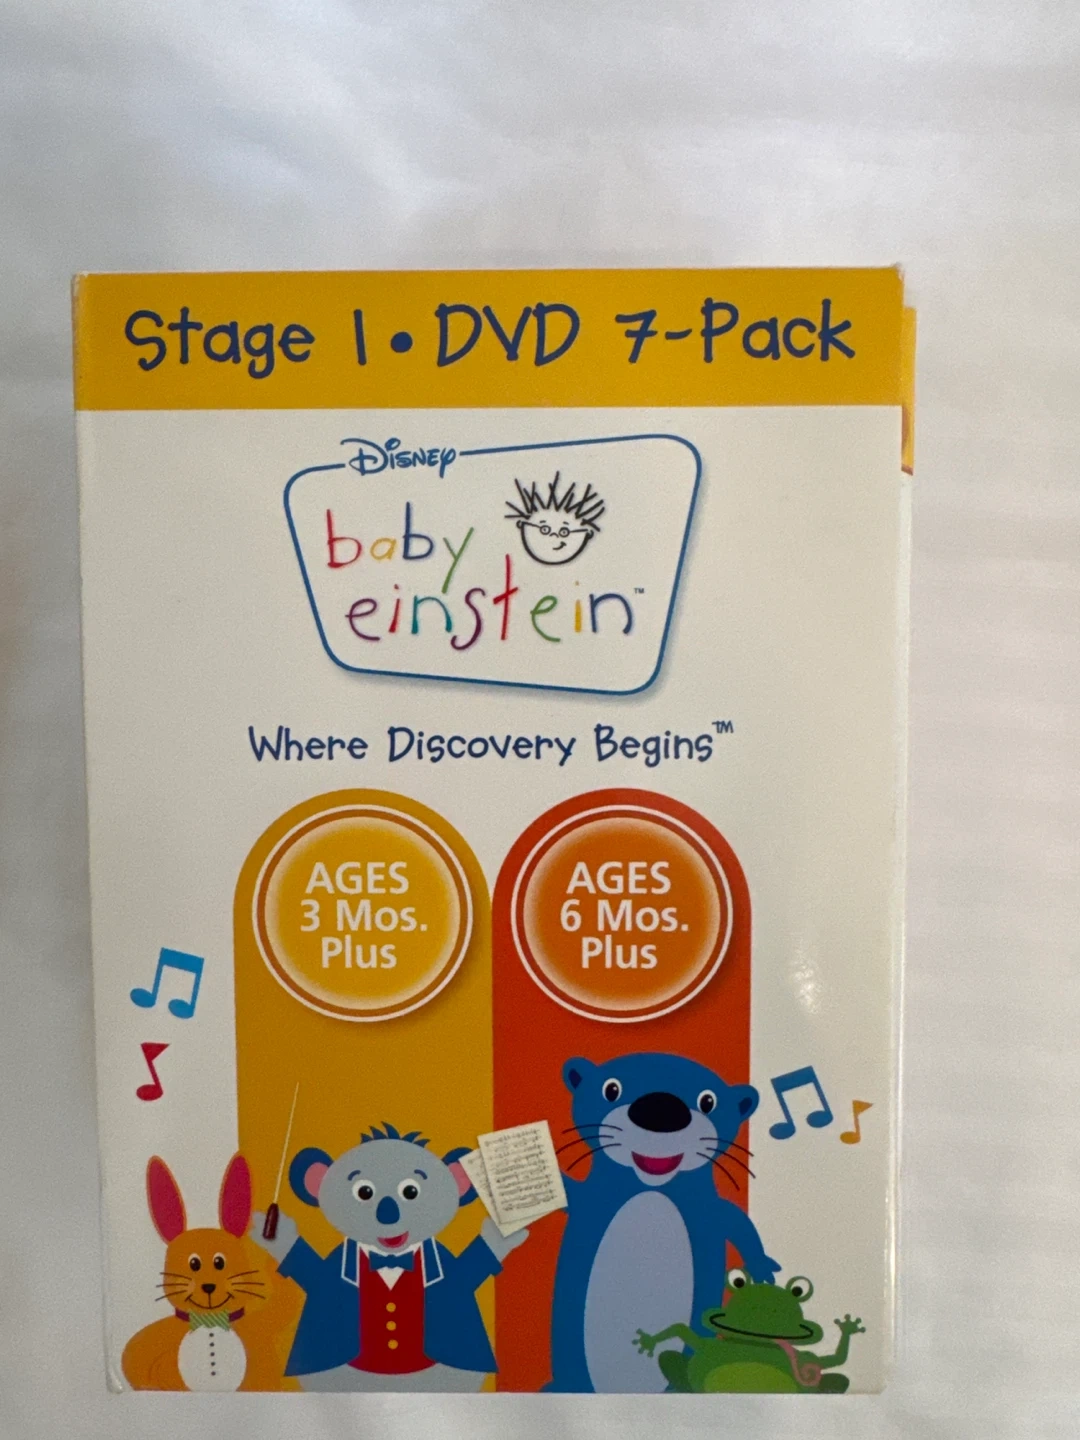 Stage 1 • DVD 7-Pack
Disney
baby
einstein™
Where Discovery Begins™
AGES
3 Mos.
Plus
AGES
6 Mos.
Plus